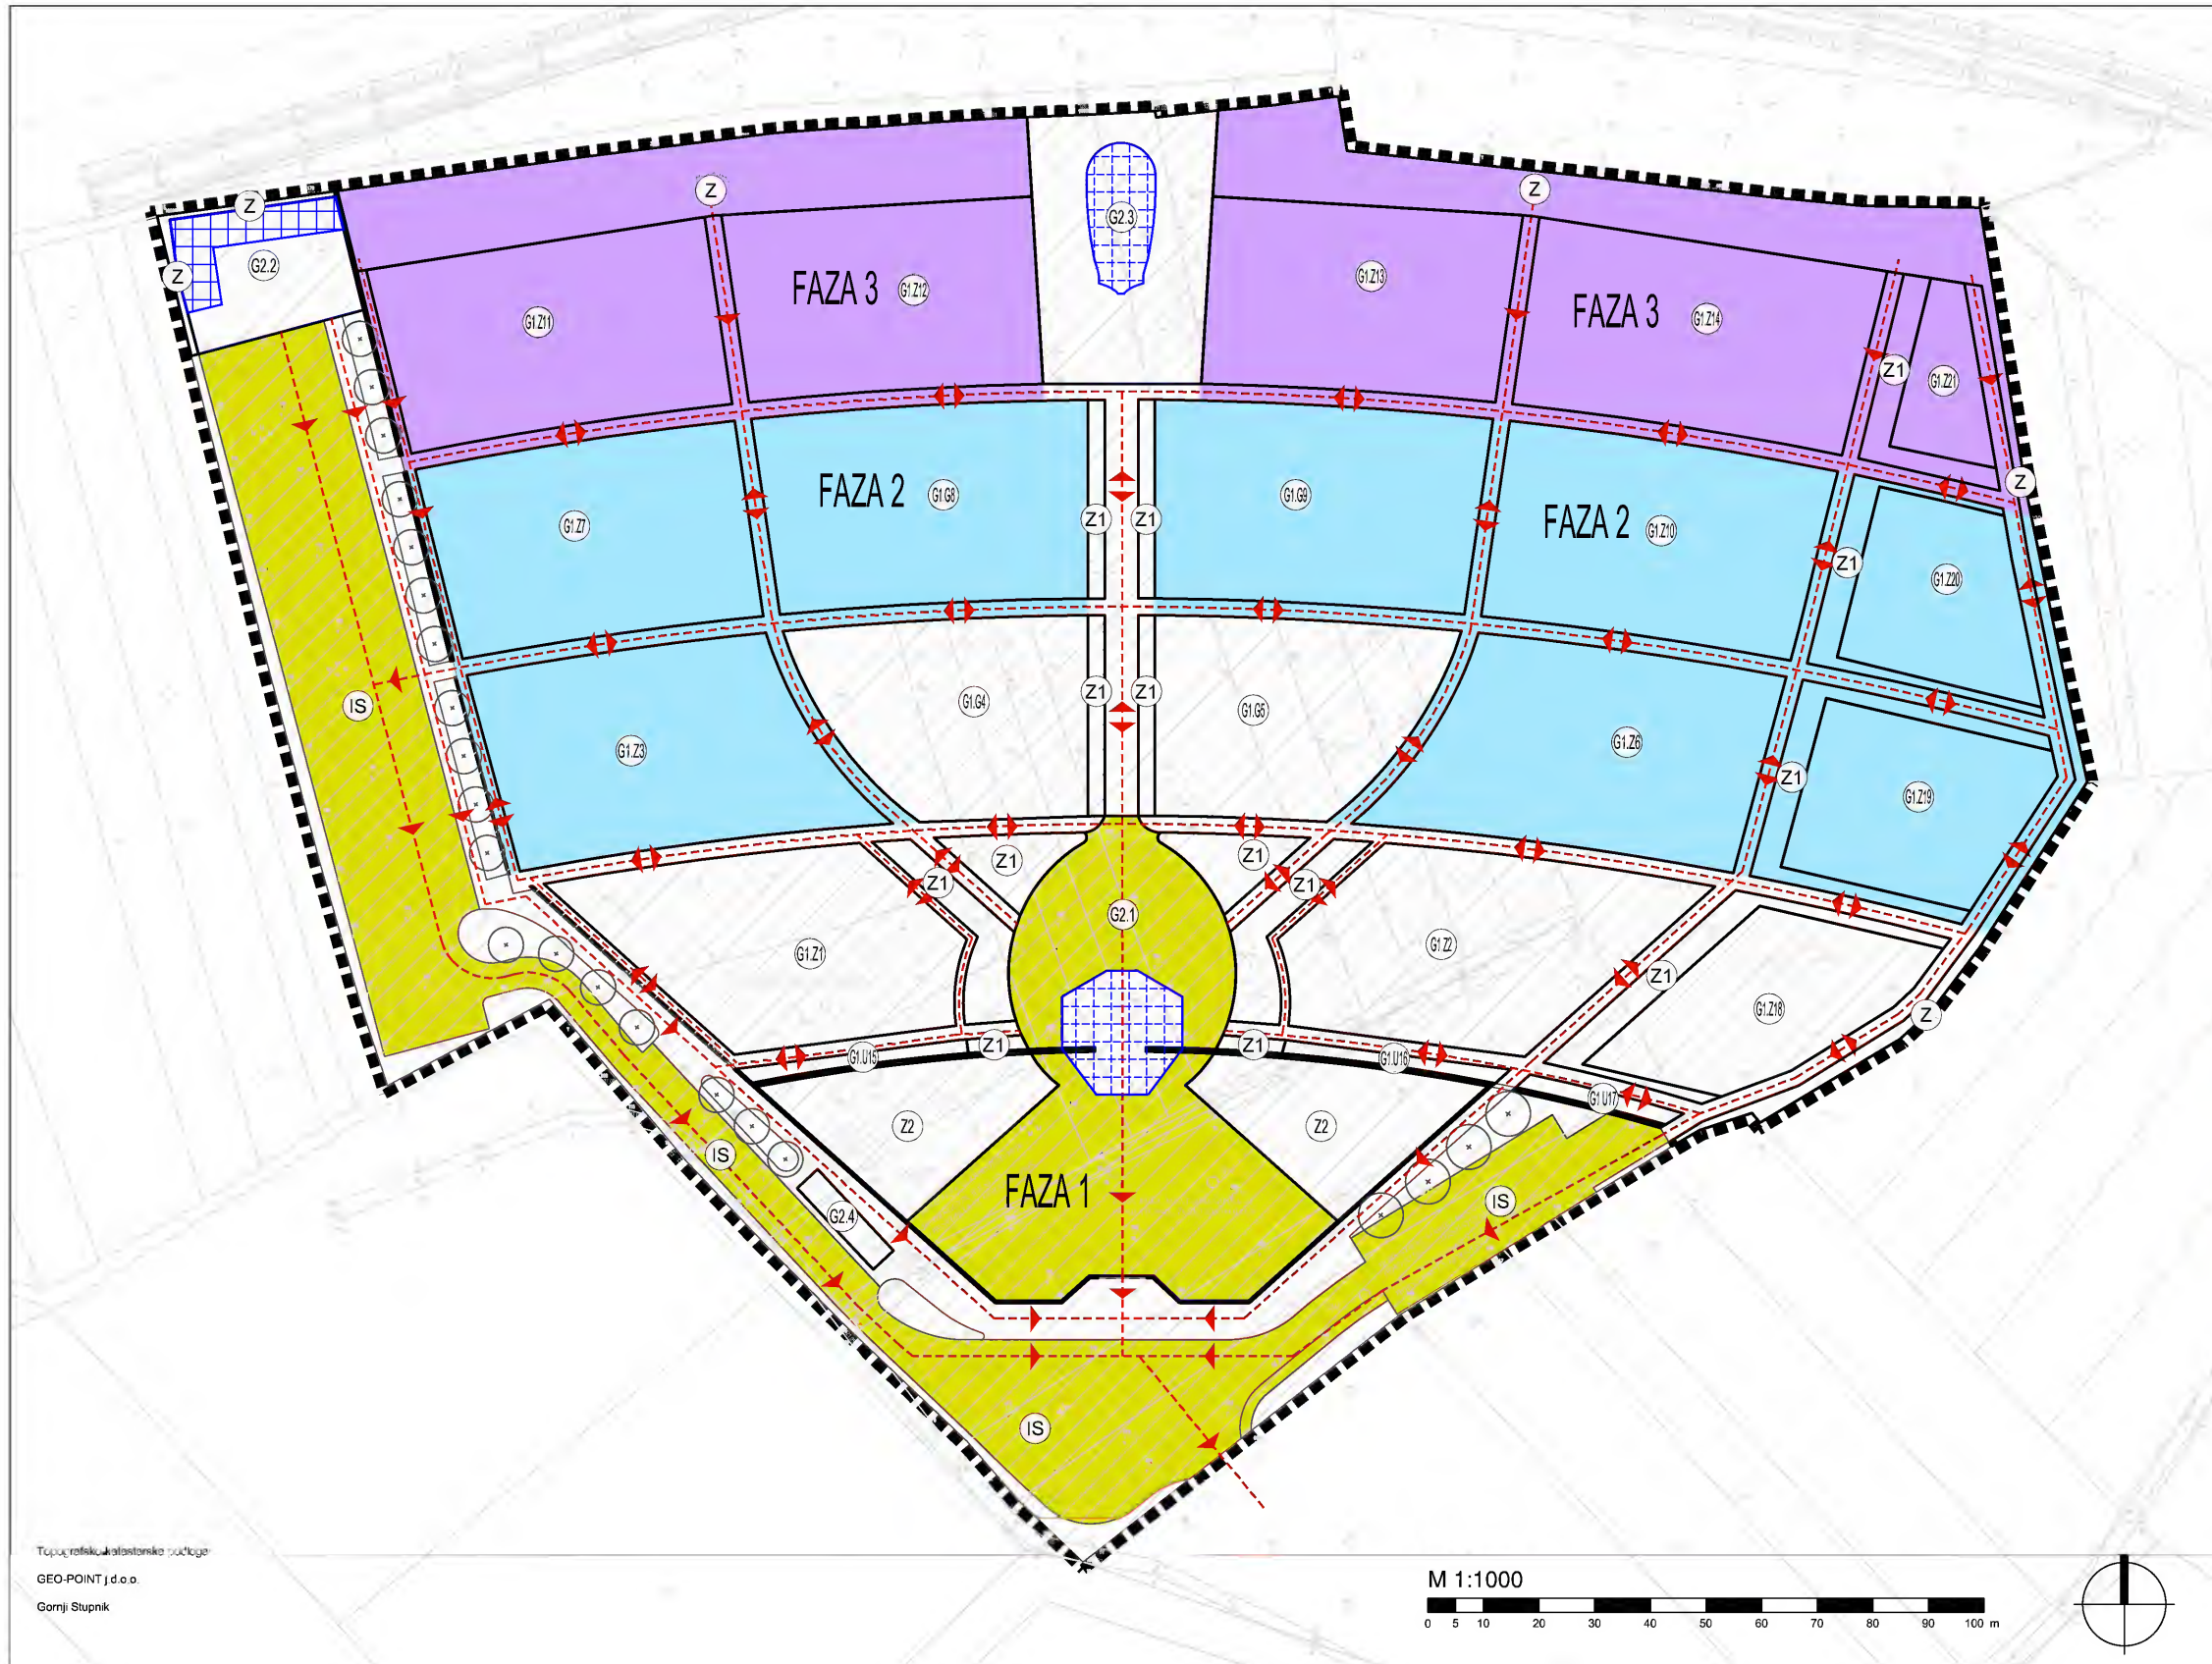 Z
Z
Z
G2.3
Z
G2.2
G1.Z13
FAZA 3
G1.Z12
FAZA 3
G1.Z14
G1.Z11
Z1
G1.Z21
Z
FAZA 2
G1.G8
G1.G9
G1.Z7
Z1
Z1
FAZA 2
G1.Z10
Z1
G1.Z20
Z1
Z1
IS
G1.G4
G1.G5
G1.Z3
G1.Z6
Z1
G1.Z19
Z1
Z1
Z1
Z1
G2.1
G1.Z1
G1.Z2
Z1
G1.Z18
Z
Z1
Z1
G1.U15
G1.U16
G1.U17
Z2
Z2
IS
FAZA 1
IS
G2.4
IS
Topografsko-katastarske podloge:
GEO-POINT j.d.o.o.
Gornji Stupnik
M 1:1000
0 5 10 20 30 40 50 60 70 80 90 100 m